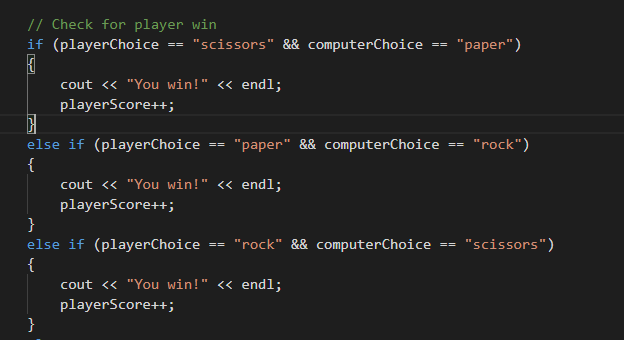 // Check for player win
if (playerChoice == "scissors" && computerChoice == "paper")
{
    cout << "You win!" << endl;
    playerScore++;
}
else if (playerChoice == "paper" && computerChoice == "rock")
{
    cout << "You win!" << endl;
    playerScore++;
}
else if (playerChoice == "rock" && computerChoice == "scissors")
{
    cout << "You win!" << endl;
    playerScore++;
}